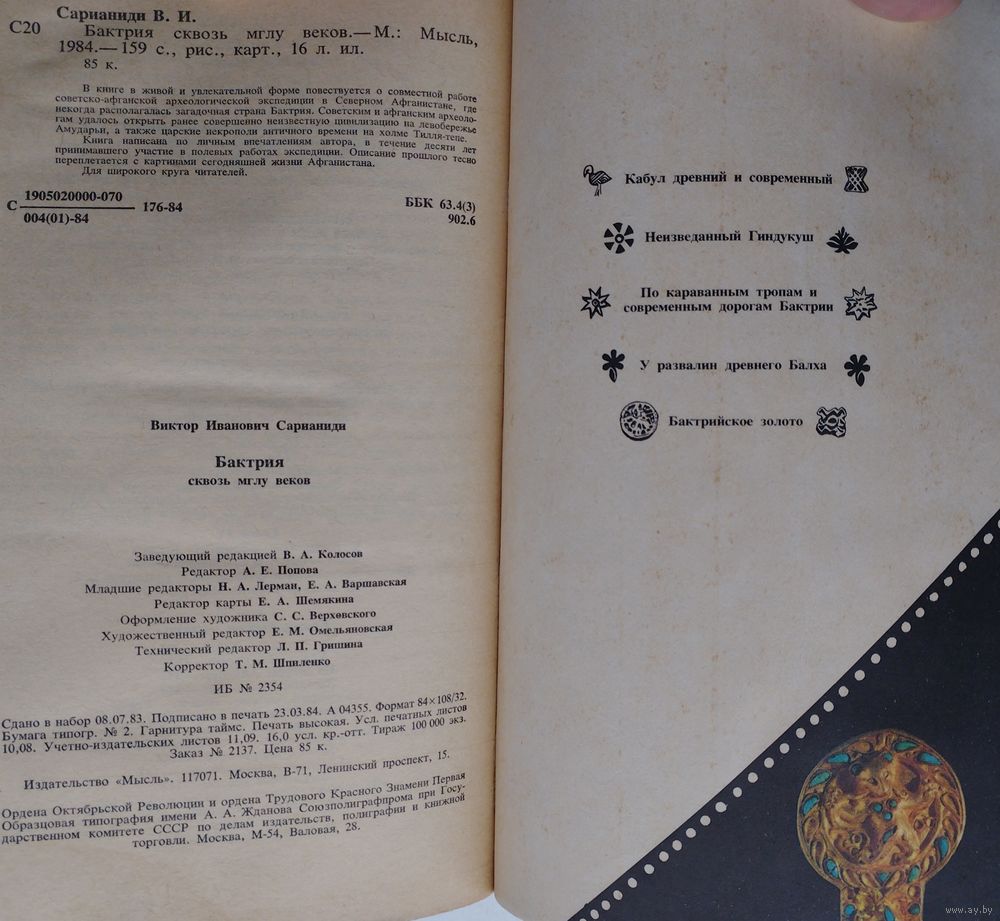 Сарианиди В. И.
С20
Бактрия сквозь мглу веков.— М.: Мысль,
1984.— 159 с., рис., карт., 16 л. ил.
85 к.
В книге в живой и увлекательной форме повествуется о совместной работе
советско-афганской археологической экспедиции в Северном Афганистане, где
некогда располагалась загадочная страна Бактрия. Советским и афганским археоло-
гам удалось открыть ранее совершенно неизвестную цивилизацию на левобережье
Амударьи, а также царские некрополи античного времени на холме Тилля-тепе.
Книга написана по личным впечатлениям автора, в течение десяти лет
принимавшего участие в полевых работах экспедиции. Описание прошлого тесно
переплетается с картинами сегодняшней жизни Афганистана.
Для широкого круга читателей.
С 1905020000-070
004(01)-84
176-84
ББК 63.4(3)
902.6
Виктор Иванович Сарианиди
Бактрия
сквозь мглу веков
Заведующий редакцией В. А. Колосов
Редактор А. Е. Попова
Младшие редакторы Н. А. Лерман, Е. А. Варшавская
Редактор карты Е. А. Шемякина
Оформление художника С. С. Верховского
Художественный редактор Е. М. Омельяновская
Технический редактор Л. П. Гришина
Корректор Т. М. Шпиленко
ИБ № 2354
Сдано в набор 08.07.83. Подписано в печать 23.03.84. А 04355. Формат 84×108/32.
Бумага типогр. № 2. Гарнитура таймс. Печать высокая. Усл. печатных листов
10,08. Учетно-издательских листов 11,09. 16,0 усл. кр.-отт. Тираж 100 000 экз.
Заказ № 2137. Цена 85 к.
Издательство «Мысль». 117071. Москва, В-71, Ленинский проспект, 15.
Ордена Октябрьской Революции и ордена Трудового Красного Знамени Первая
Образцовая типография имени А. А. Жданова Союзполиграфпрома при Госу-
дарственном комитете СССР по делам издательств, полиграфии и книжной
торговли. Москва, М-54, Валовая, 28.
Кабул древний и современный
Неизведанный Гиндукуш
По караванным тропам и
современным дорогам Бактрии
У развалин древнего Балха
Бактрийское золото
www.ay.by